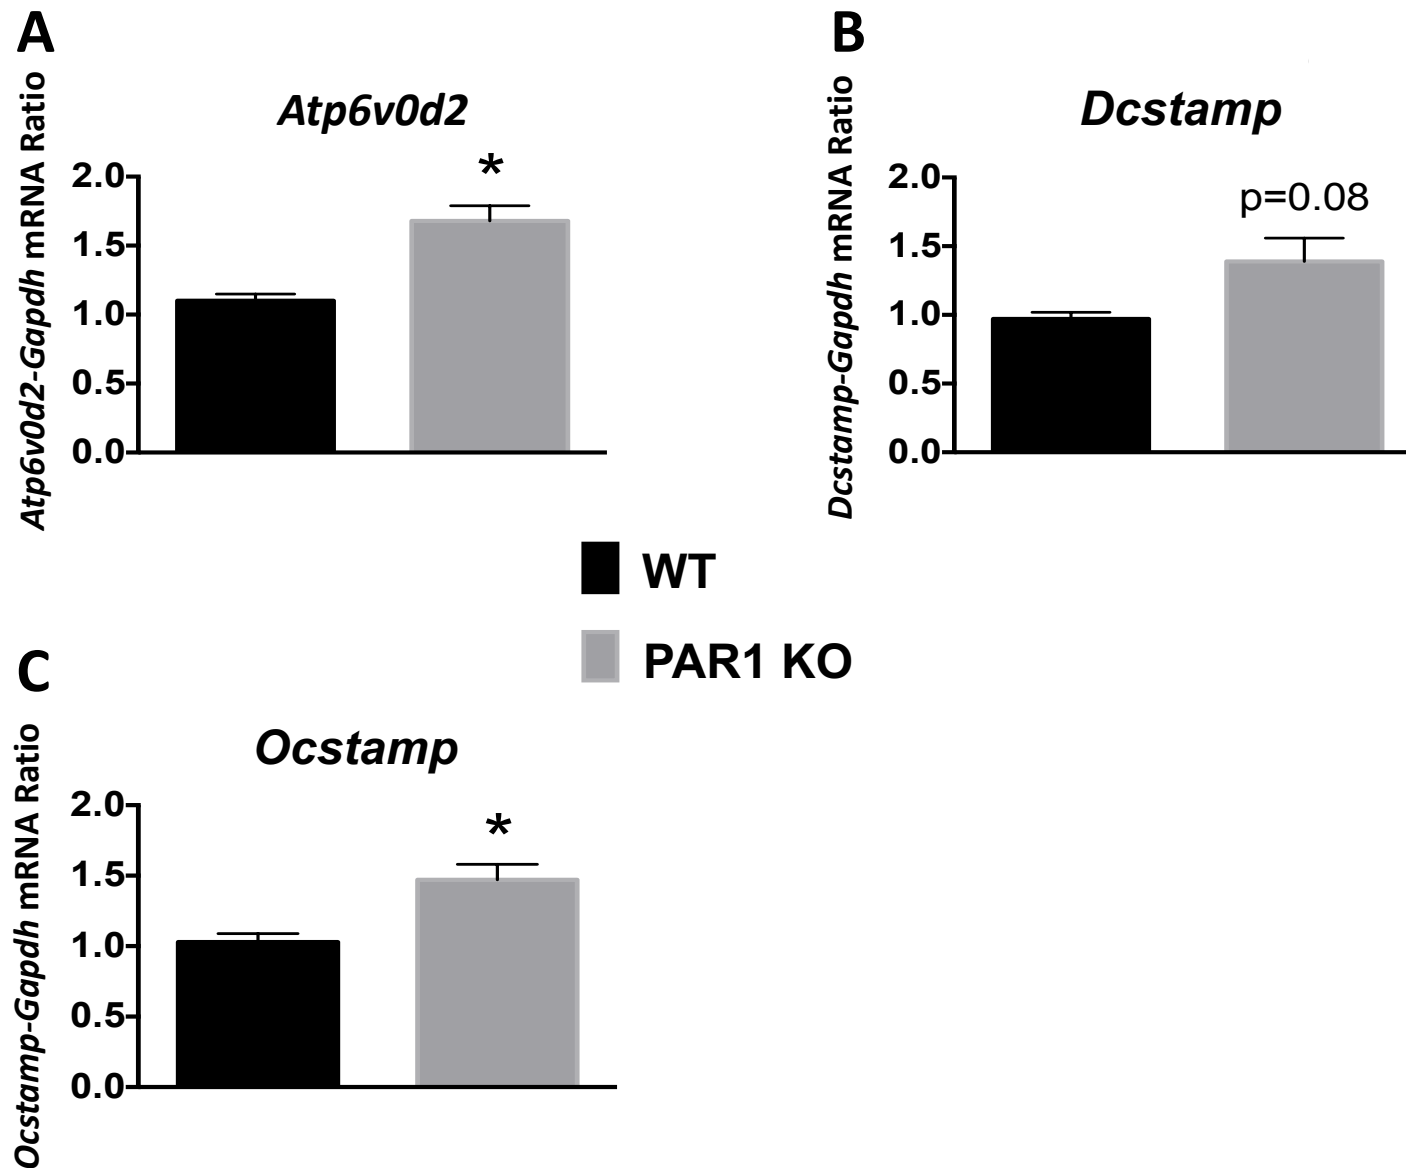 A
Atp6v0d2-Gapdh mRNA Ratio
Atp6v0d2
*
2.0
1.5
1.0
0.5
0.0
B
Dcstamp-Gapdh mRNA Ratio
Dcstamp
p=0.08
2.0
1.5
1.0
0.5
0.0
WT
PAR1 KO
C
Ocstamp-Gapdh mRNA Ratio
Ocstamp
*
2.0
1.5
1.0
0.5
0.0